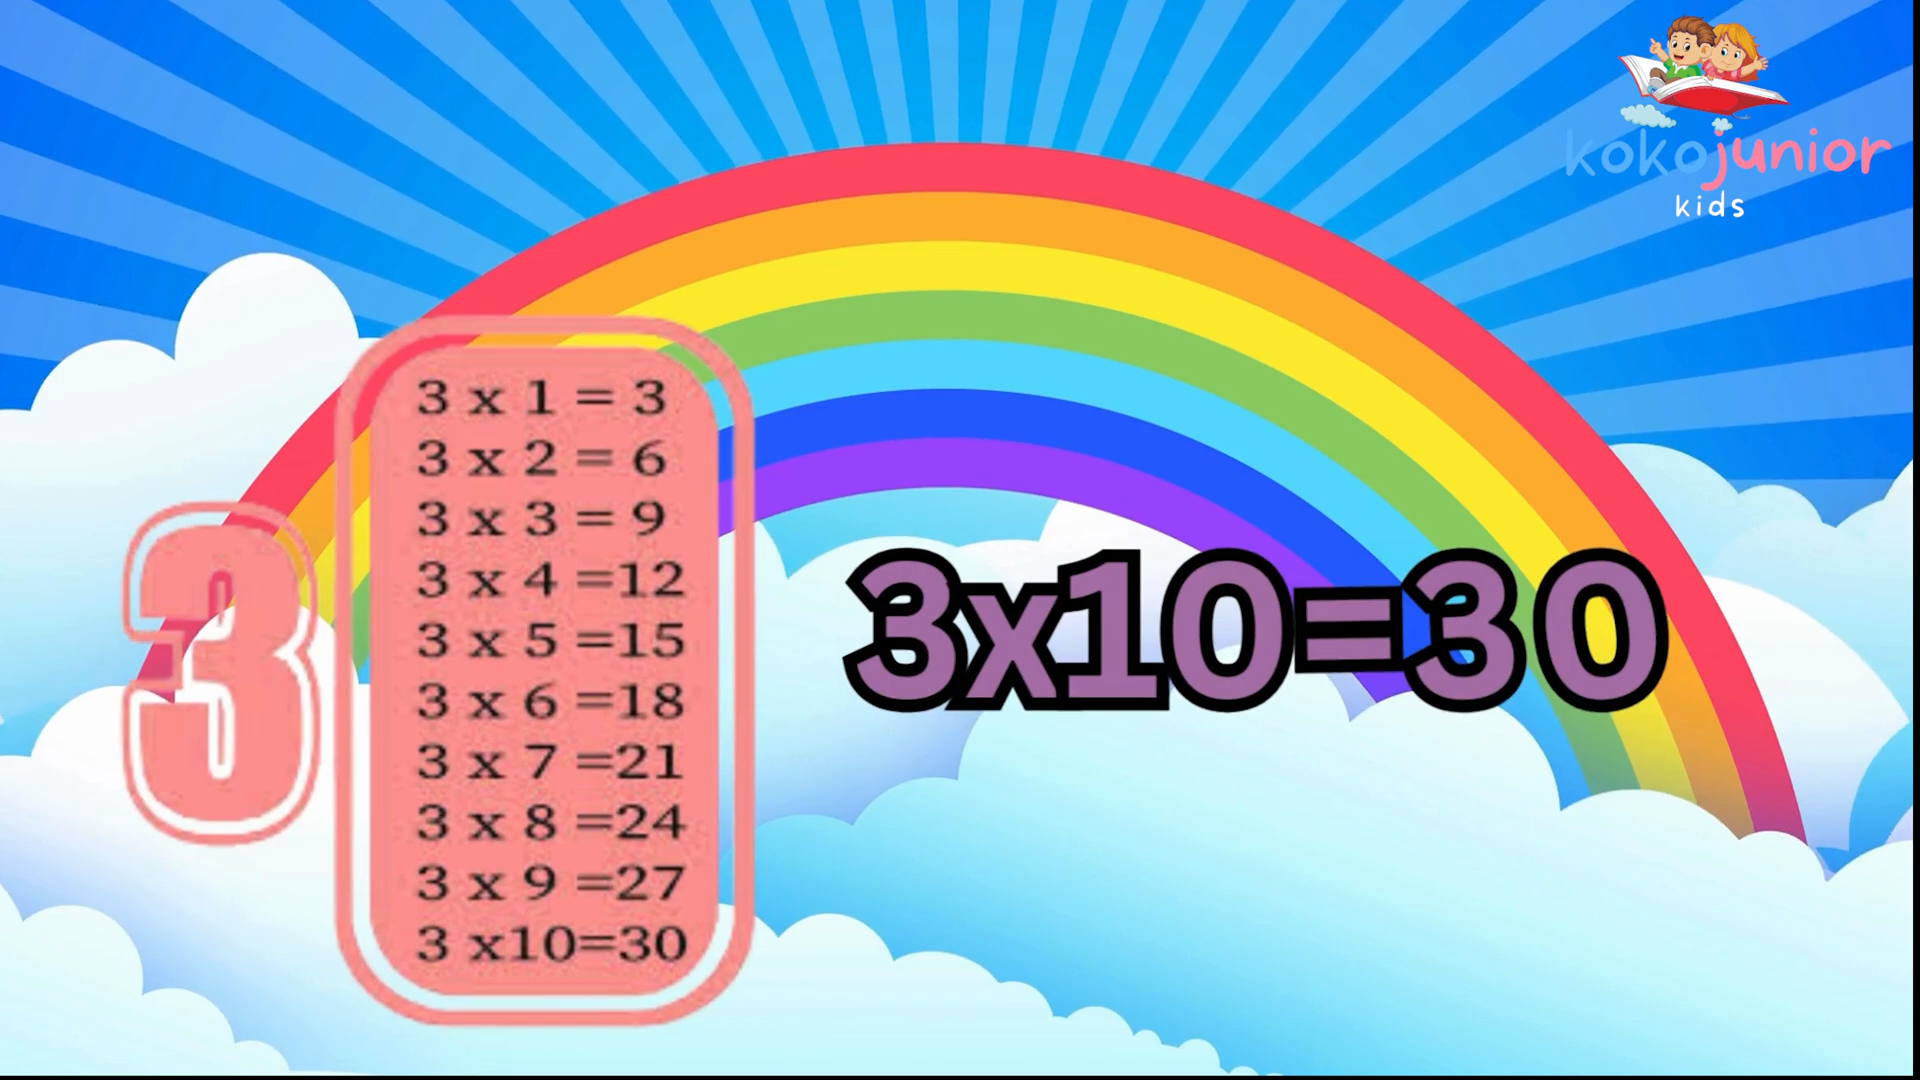 kokojunior
kids
3
3 x 1 = 3
3 x 2 = 6
3 x 3 = 9
3 x 4 =12
3 x 5 =15
3 x 6 =18
3 x 7 =21
3 x 8 =24
3 x 9 =27
3 x10=30
3x10=30